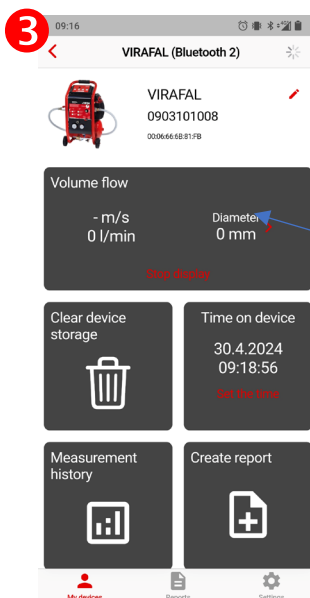 3
09:16
VIRAFAL (Bluetooth 2)
VIRAFAL
0903101008
00:06:66:6B:81:FB
Volume flow
- m/s
0 l/min
Diameter
0 mm
Stop display
Clear device
storage
Time on device
30.4.2024
09:18:56
Set the time
Measurement
history
Create report
My devices
Reports
Settings